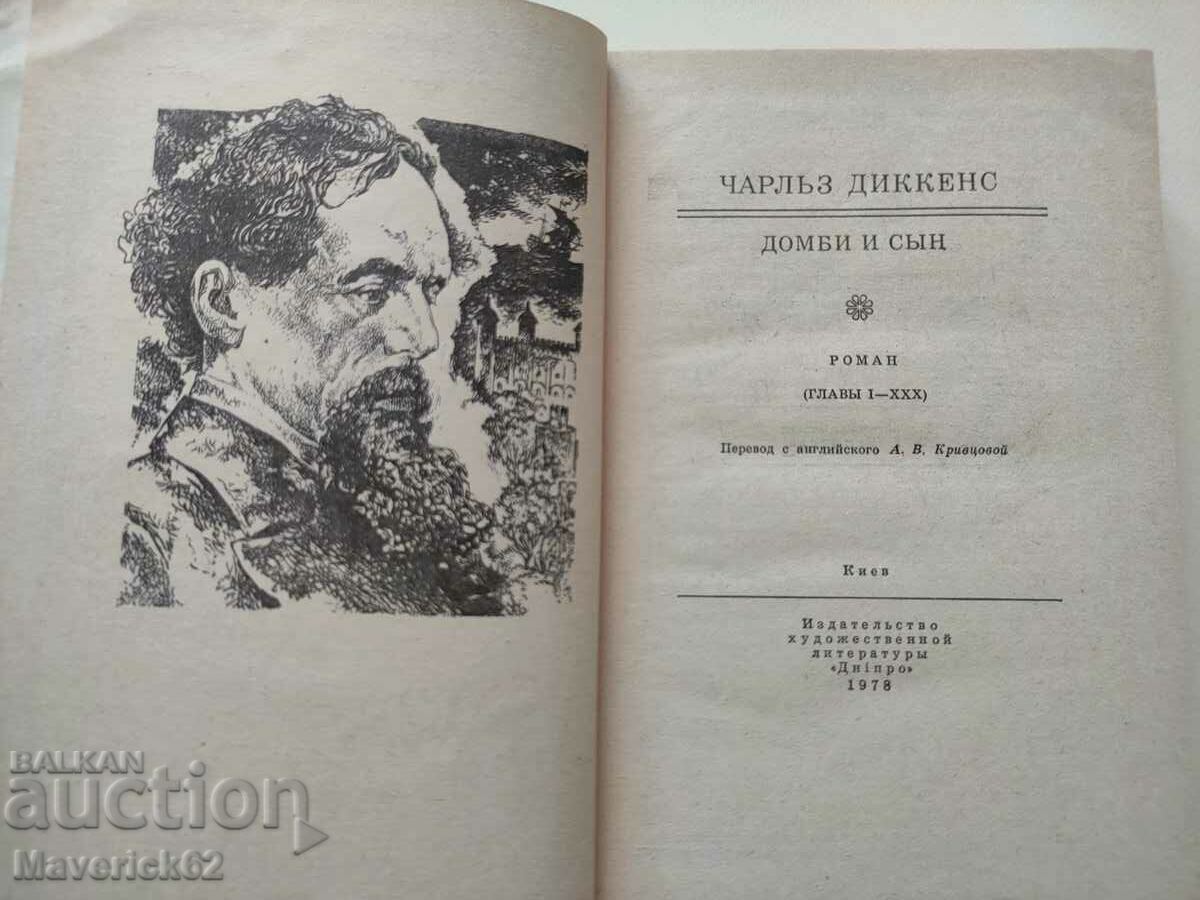 ЧАРЛЬЗ ДИККЕНС
ДОМБИ И СЫН
РОМАН
(ГЛАВЫ I—XXX)
Перевод с английского А. В. Кривцовой
Киев
Издательство
художественной
литературы
«Дніпро»
1978
BALKAN
auction
Maverick62